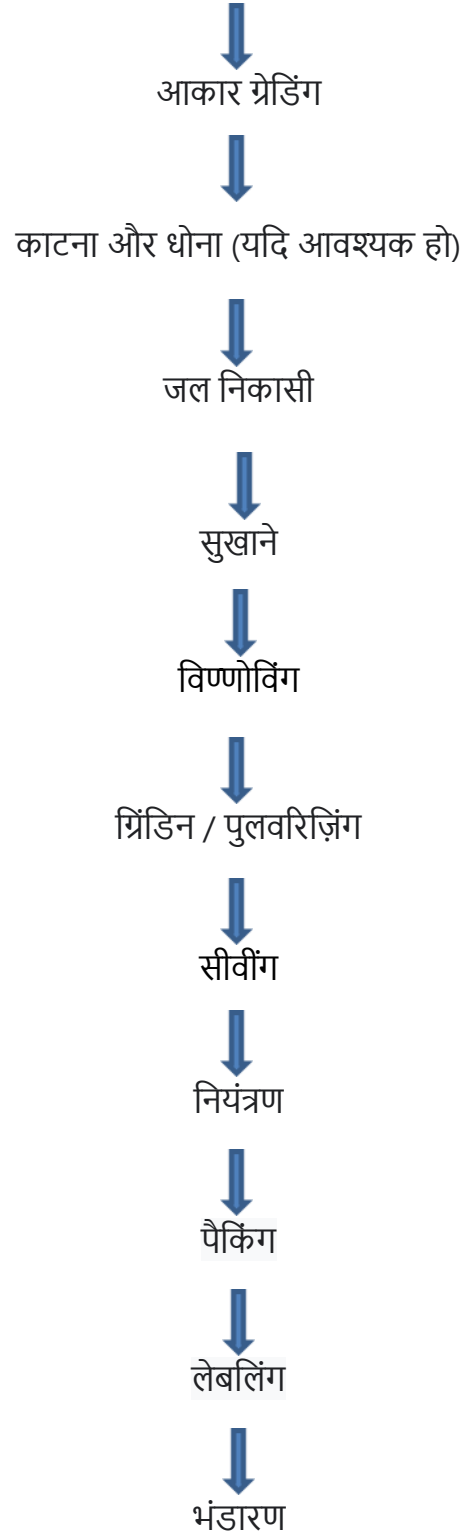 आकार ग्रेडिंग
काटना और धोना (यदि आवश्यक हो)
जल निकासी
सुखाने
विण्णोविंग
ग्रिंडिन / पुलवरिज़िंग
सीवींग
नियंत्रण
पैकिंग
लेबलिंग
भंडारण